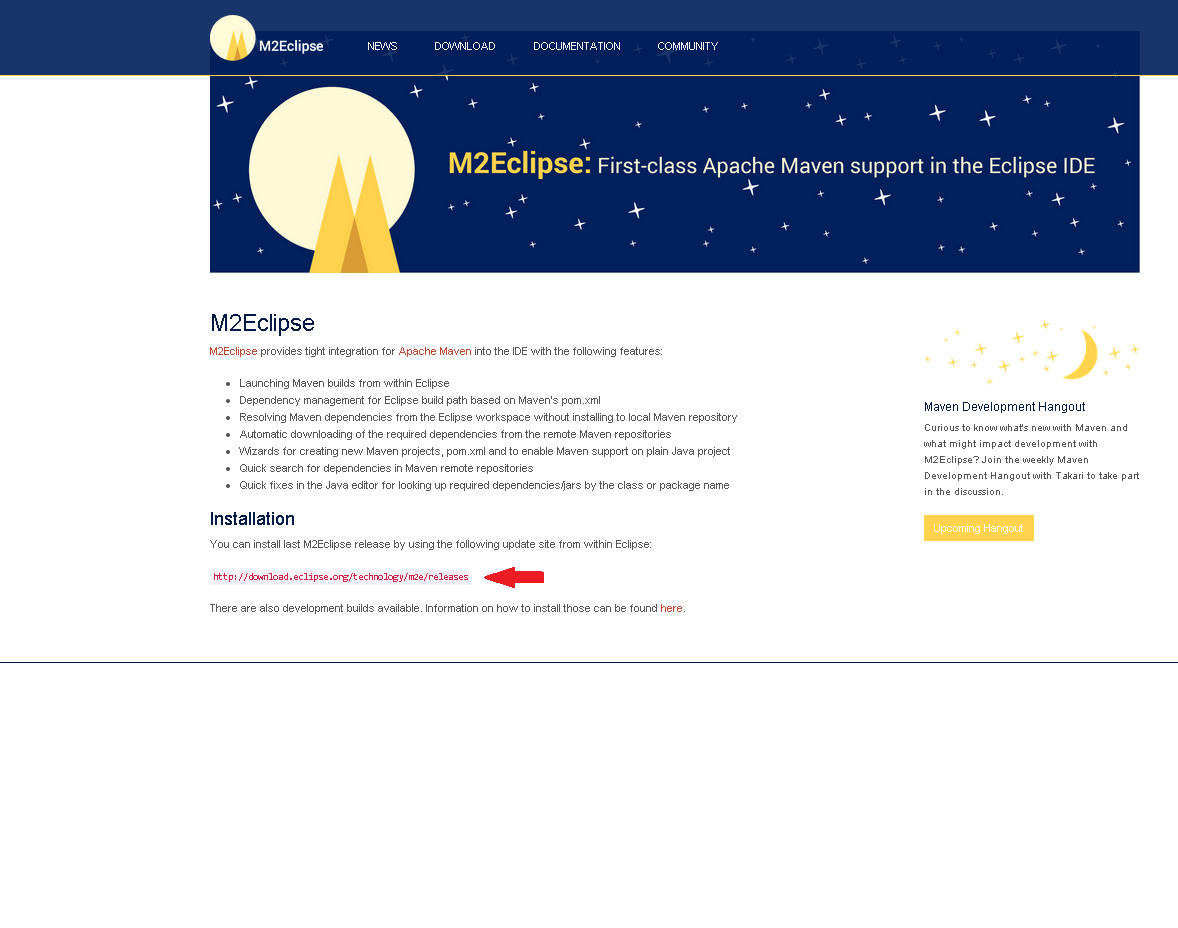 M2Eclipse NEWS DOWNLOAD DOCUMENTATION COMMUNITY
M2Eclipse: First-class Apache Maven support in the Eclipse IDE
M2Eclipse
M2Eclipse provides tight integration for Apache Maven into the IDE with the following features:
Launching Maven builds from within Eclipse
Dependency management for Eclipse build path based on Maven's pom.xml
Resolving Maven dependencies from the Eclipse workspace without installing to local Maven repository
Automatic downloading of the required dependencies from the remote Maven repositories
Wizards for creating new Maven projects, pom.xml and to enable Maven support on plain Java project
Quick search for dependencies in Maven remote repositories
Quick fixes in the Java editor for looking up required dependencies/jars by the class or package name
Installation
You can install last M2Eclipse release by using the following update site from within Eclipse:
http://download.eclipse.org/technology/m2e/releases
There are also development builds available. Information on how to install those can be found here.
Maven Development Hangout
Curious to know what's new with Maven and
what might impact development with
M2Eclipse? Join the weekly Maven
Development Hangout with Takari to take part
in the discussion.
Upcoming Hangout